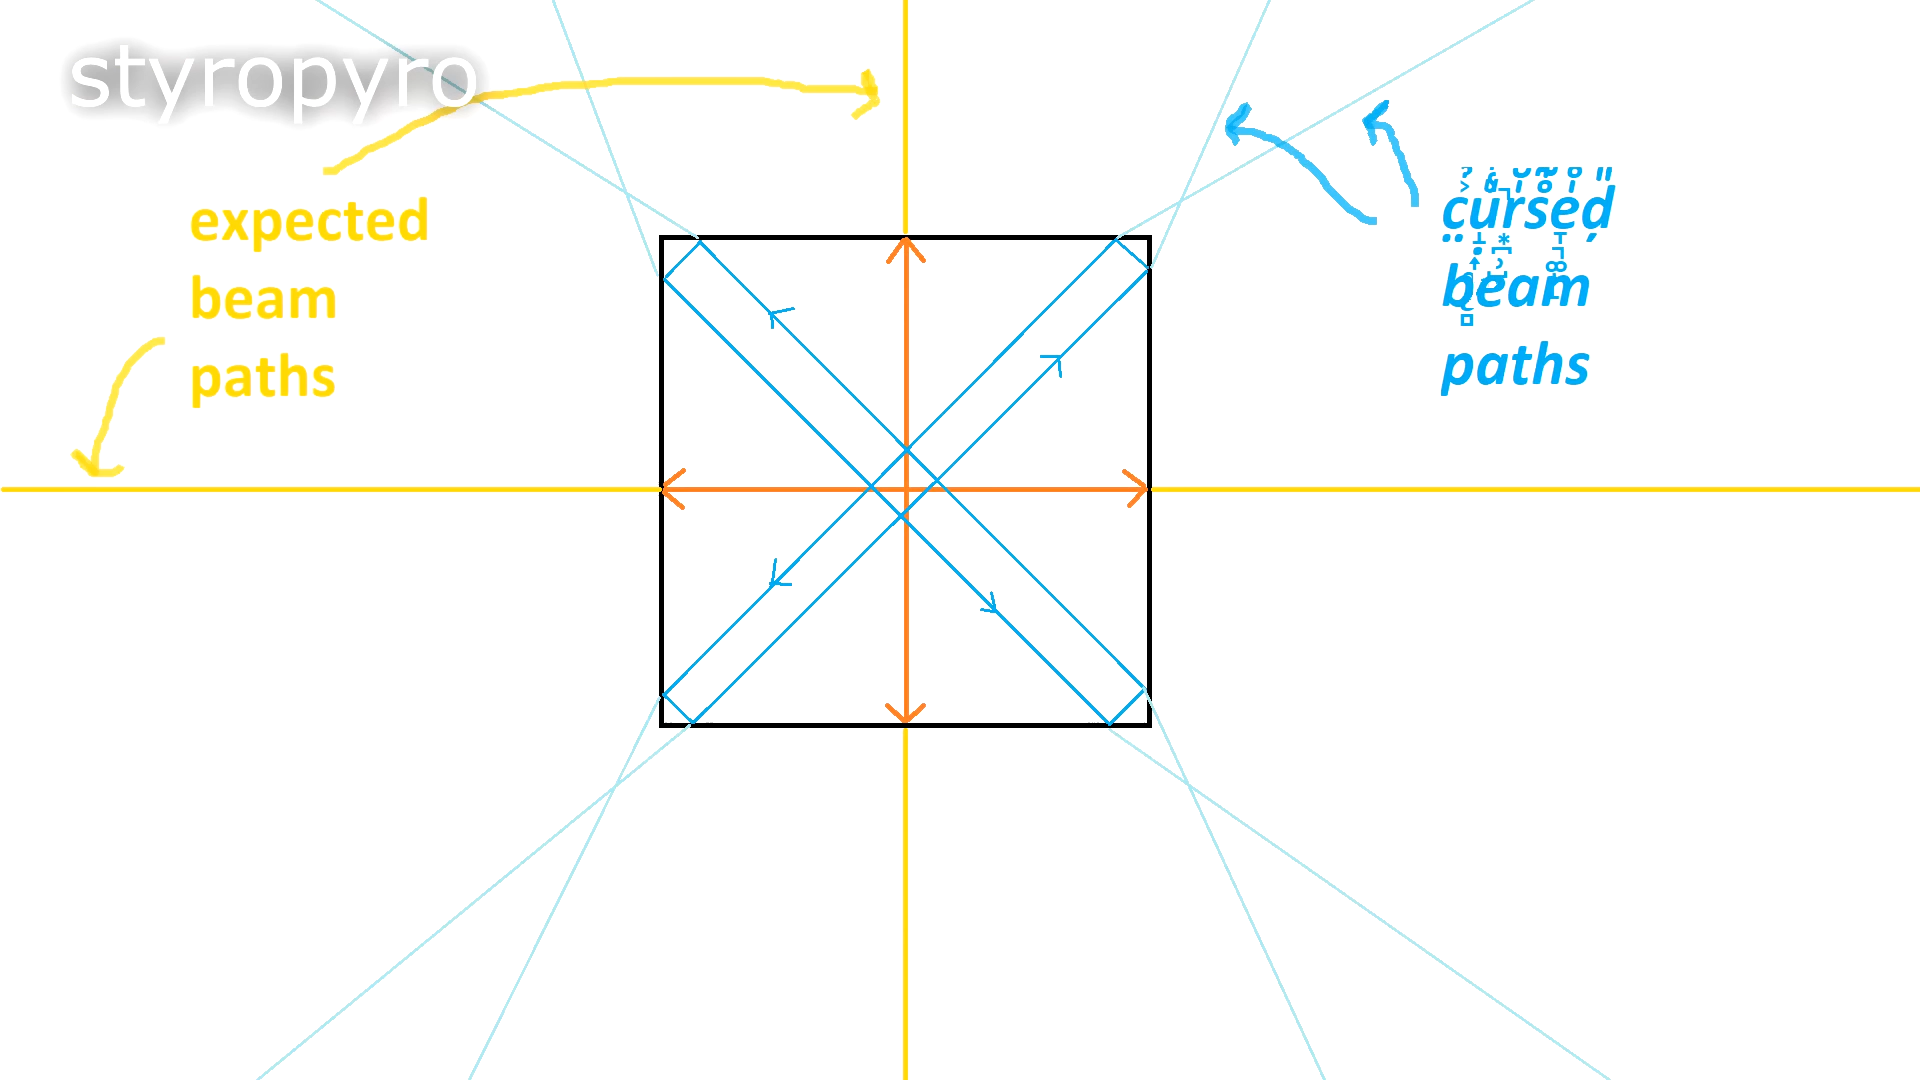 styropyro
expected
beam
paths
cursed
beam
paths